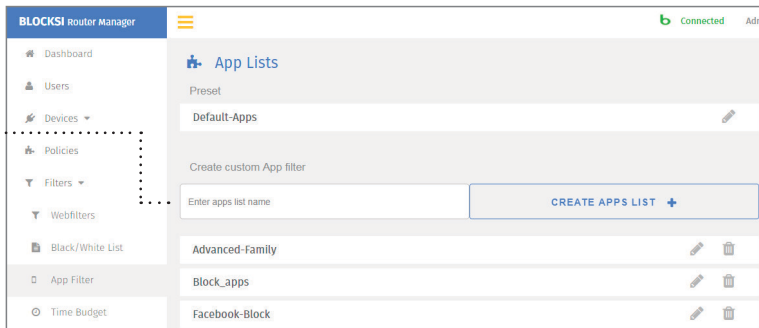 BLOCKSI Router Manager
Connected
Dashboard
Users
Devices
Policies
Filters
Webfilters
Black/White List
App Filter
Time Budget
App Lists
Preset
Default-Apps
Create custom App filter
Enter apps list name
CREATE APPS LIST +
Advanced-Family
Block_apps
Facebook-Block